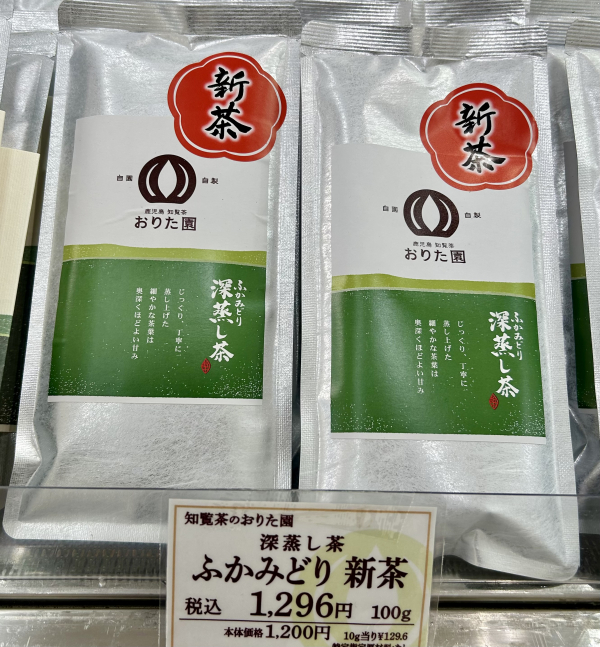 新茶
自園 自製
鹿児島 知覧茶
おりた園
ふかみどり
深蒸し茶
じっくり、丁寧に、
蒸し上げた
繊やかな茶葉は
奥深くほどよい甘み
新茶
自園 自製
鹿児島 知覧茶
おりた園
ふかみどり
深蒸し茶
じっくり、丁寧に、
蒸し上げた
繊やかな茶葉は
奥深くほどよい甘み
知覧茶のおりた園
深蒸し茶
ふかみどり 新茶
税込 1,296円 100g
本体価格 1,200円 10g当り¥129.6